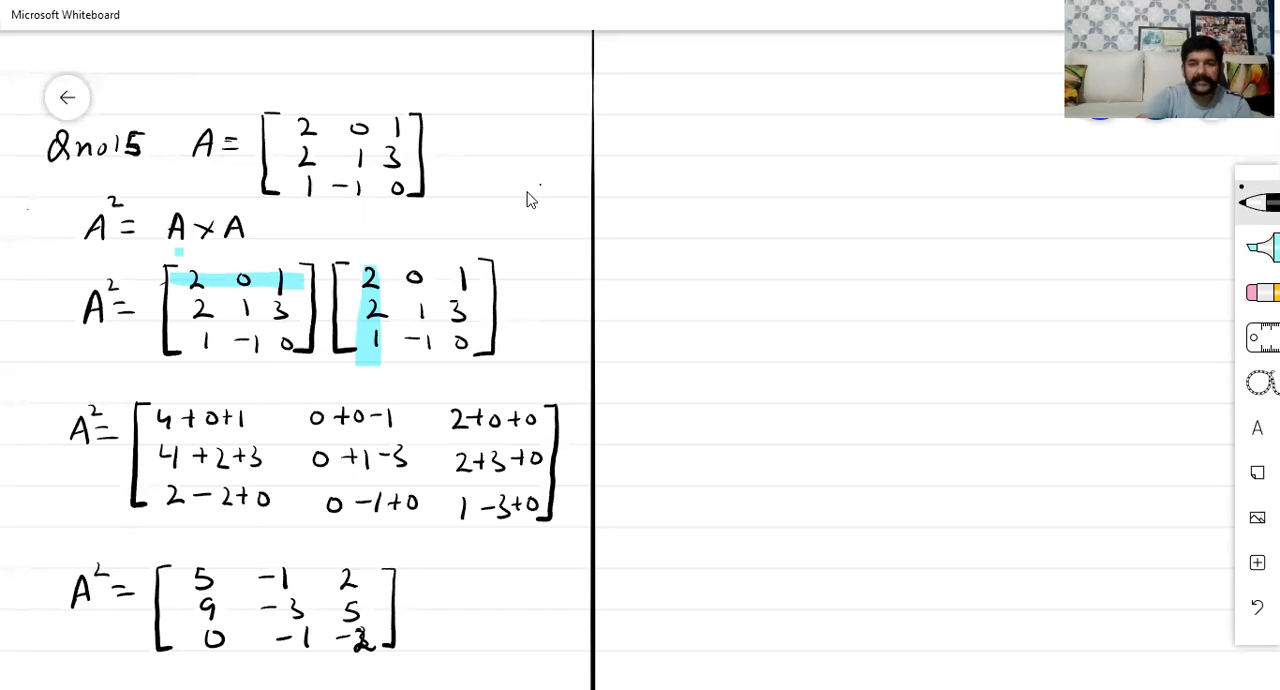 Microsoft Whiteboard
Qno15 A = [ 2 0 1
2 1 3
1 -1 0 ]
A² = A × A
A² = [ 2 0 1 ] [ 2 0 1
2 1 3 2 1 3
1 -1 0 ] [ 1 -1 0 ]
A² = [ 4+0+1 0+0-1 2+0+0
4+2+3 0+1-3 2+3+0
2-2+0 0-1+0 1-3+0 ]
A² = [ 5 -1 2
9 -3 5
0 -1 -2 ]
A